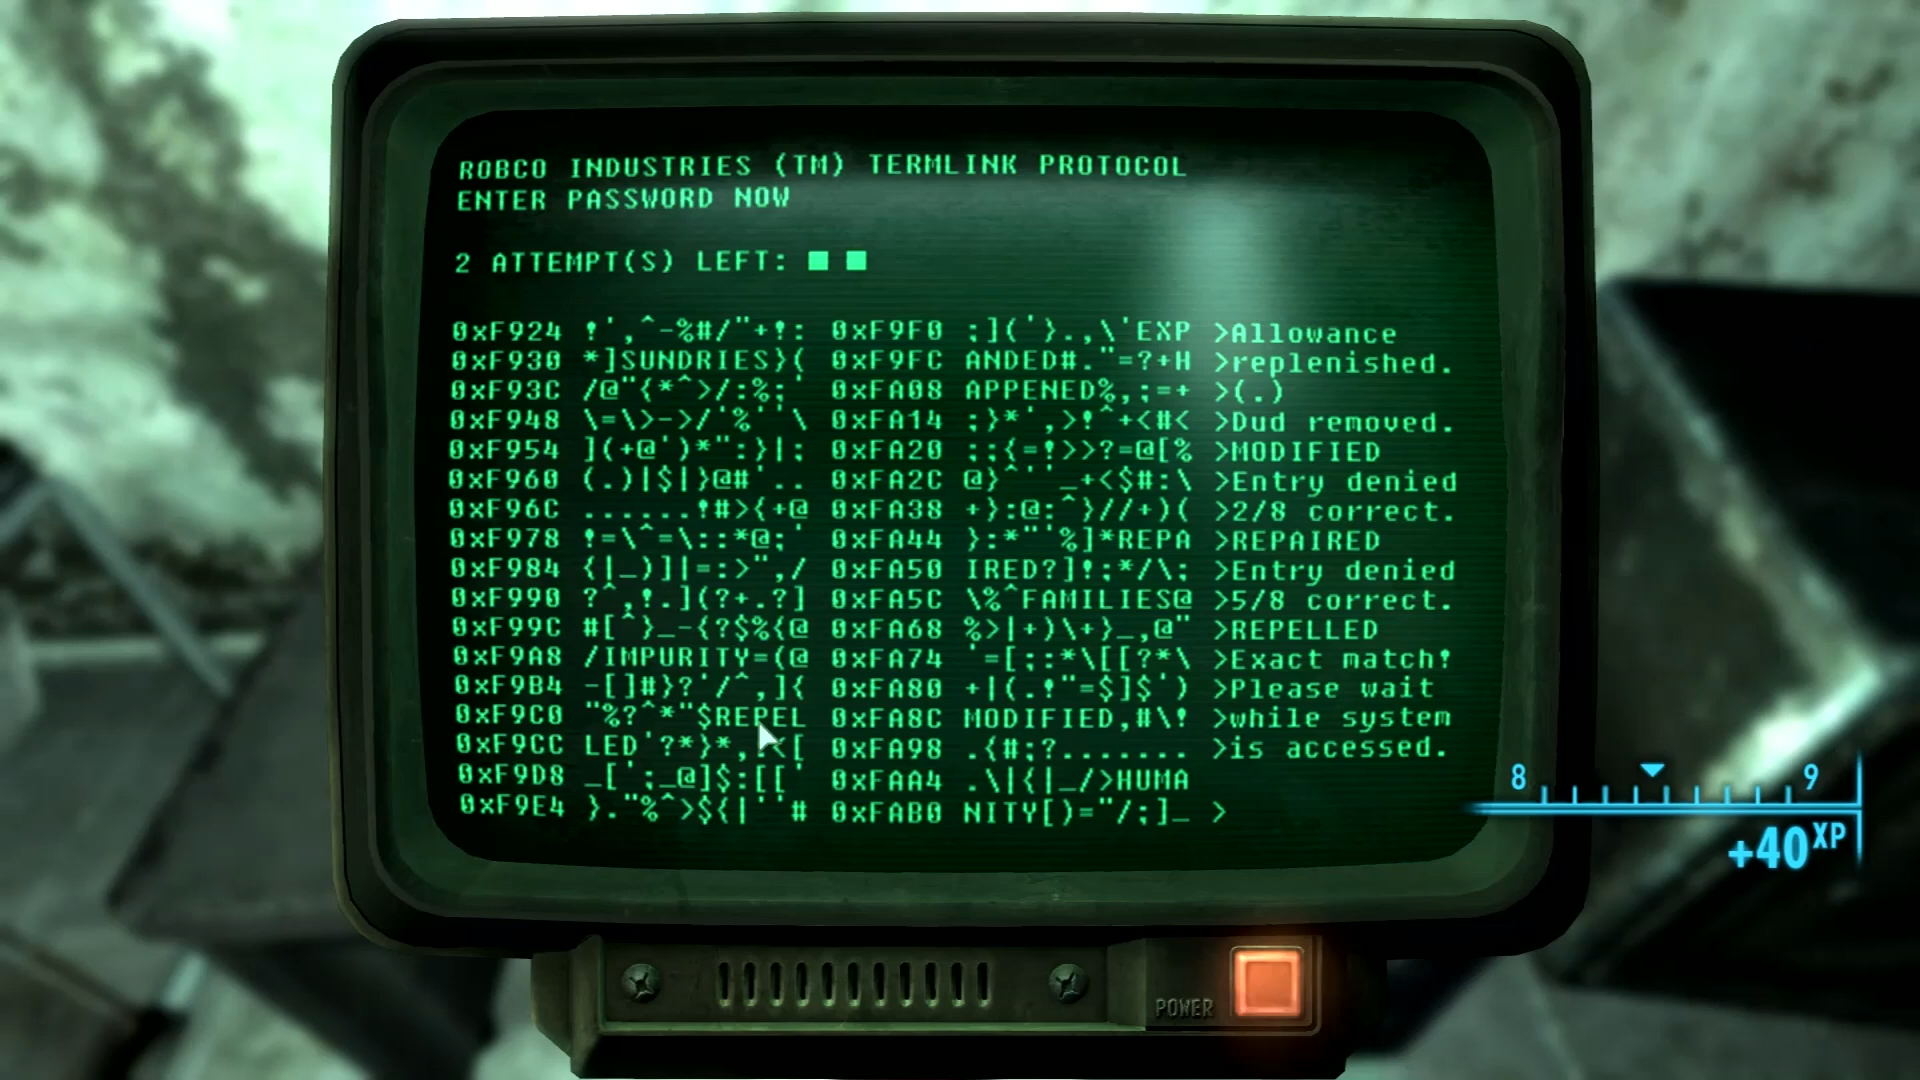 ROBCO INDUSTRIES (TM) TERMLINK PROTOCOL
ENTER PASSWORD NOW
2 ATTEMPT(S) LEFT: ■ ■
0xF924 !',^-%#/"+!: 0xF9F0 ;]('}.,\'EXP >Allowance
0xF930 *]SUNDRIES}( 0xF9FC ANDED#."=?+H >replenished.
0xF93C /@"{*^>/:%;' 0xFA08 APPENED%,;=+ >(.)
0xF948 \=\>->/'%''\ 0xFA14 ;}*',>!^+<#< >Dud removed.
0xF954 ](+@')*":}|; 0xFA20 ;;{=!>>?=@[% >MODIFIED
0xF960 (.)|$|}@#'.. 0xFA2C @}^''_+<$#:\ >Entry denied
0xF96C ......!#>{+@ 0xFA38 +}:@:^}//+)( >2/8 correct.
0xF978 !=\^=\::*@;' 0xFA44 }:*"'%]*REPA >REPAIRED
0xF984 {|_)]|=:>",/ 0xFA50 IRED?]!:*/\; >Entry denied
0xF990 ?^,!.](?+.?] 0xFA5C \%^FAMILIES@ >5/8 correct.
0xF99C #[^}_-{?$%{@ 0xFA68 %>|+)\+}_,@" >REPELLED
0xF9A8 /IMPURITY=(@ 0xFA74 '=[;:*\[[?*\ >Exact match!
0xF9B4 -[]#}?'/^,]{ 0xFA80 +|(.!"=$]$') >Please wait
0xF9C0 "%?^*"$REPEL 0xFA8C MODIFIED,#\! >while system
0xF9CC LED'?*}*, <[ 0xFA98 .{#;?....... >is accessed.
0xF9D8 _[';_@]$:[[' 0xFAA4 .\|{|_/>HUMA
0xF9E4 }."%^>${|''# 0xFAB0 NITY[)="/;]_ >
8 9
+40 XP
POWER